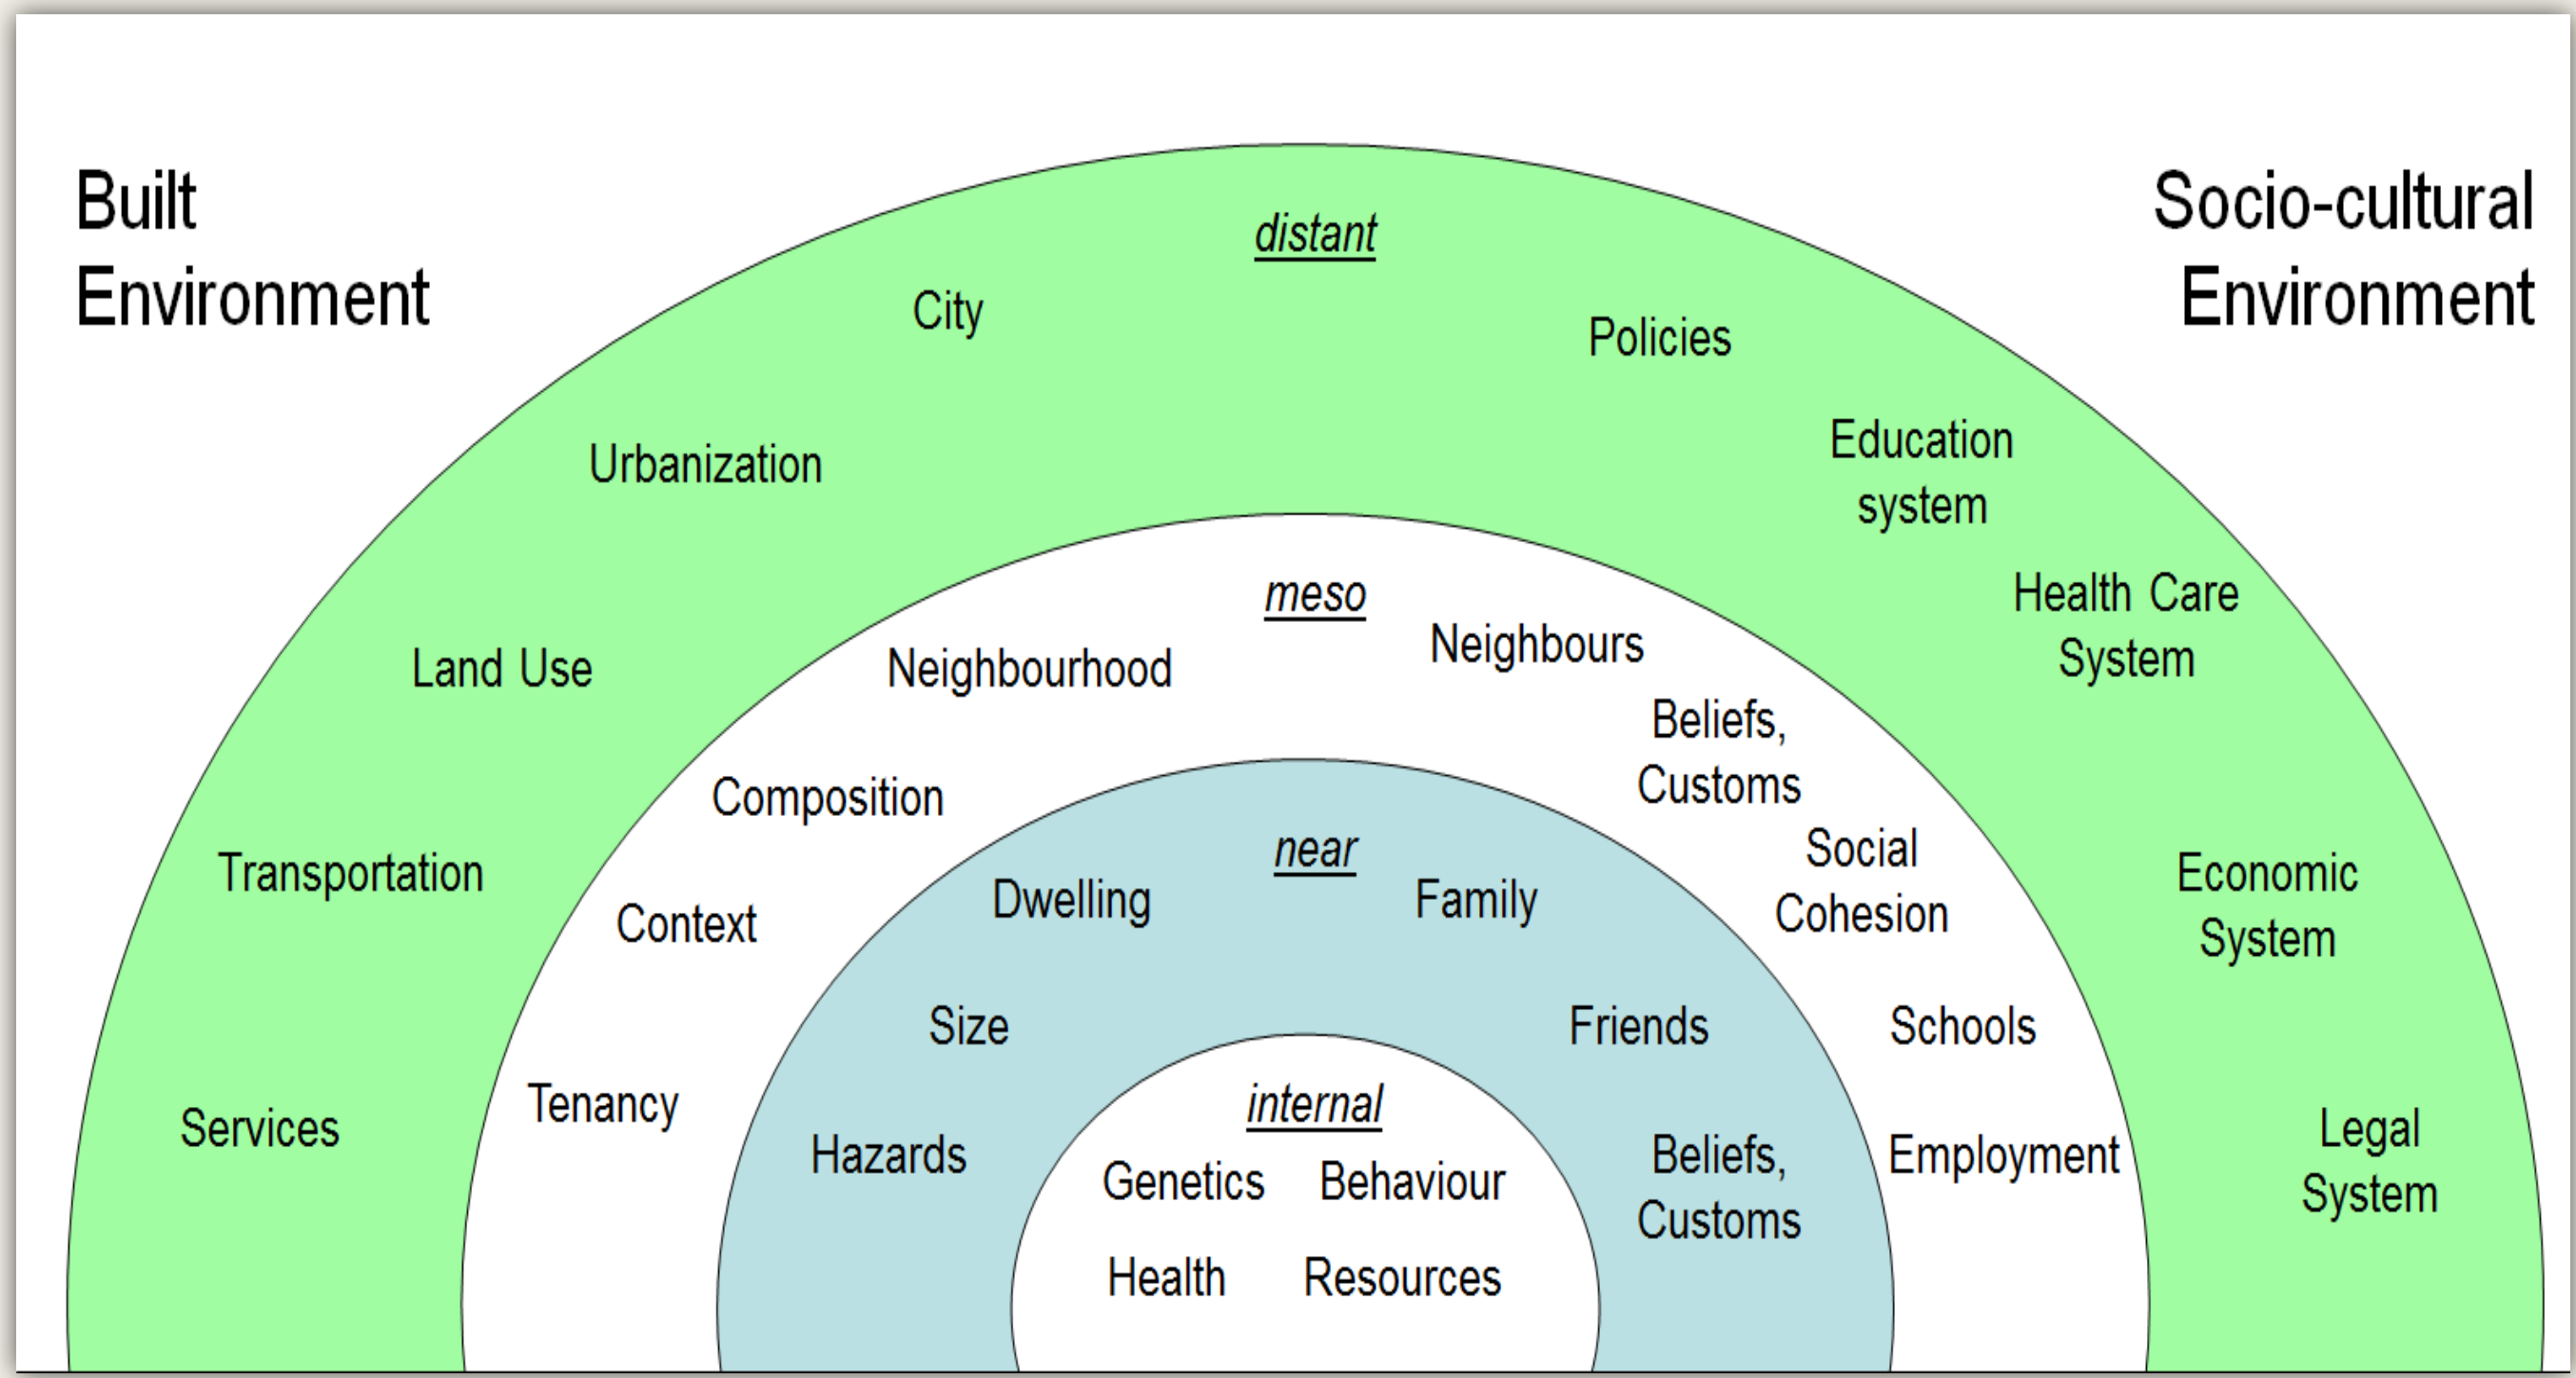 Built
Environment
Socio-cultural
Environment
distant
City
Policies
Urbanization
Education
system
Health Care
System
Land Use
Transportation
Economic
System
Services
Legal
System
meso
Neighbourhood
Neighbours
Beliefs,
Customs
Composition
Social
Cohesion
Context
Schools
Tenancy
Employment
near
Dwelling
Family
Size
Friends
Hazards
Beliefs,
Customs
internal
Genetics
Behaviour
Health
Resources